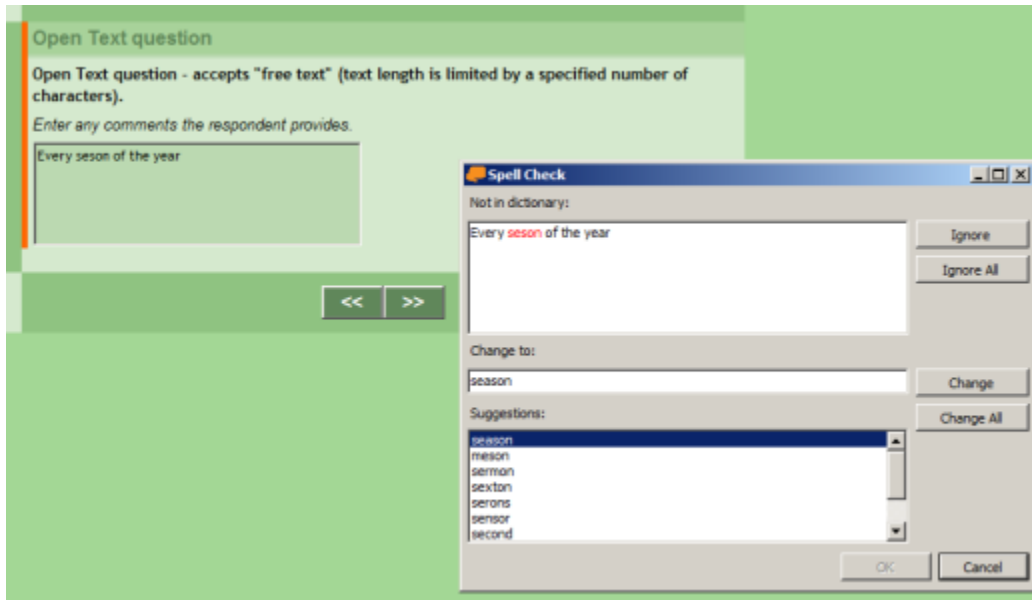 Open Text question
Open Text question - accepts "free text" (text length is limited by a specified number of
characters).
Enter any comments the respondent provides.
Every seson of the year
<< >>
Spell Check
Not in dictionary:
Every seson of the year
Ignore
Ignore All
Change to:
season
Change
Suggestions:
Change All
season
meson
sermon
sexton
serons
sensor
second
OK Cancel